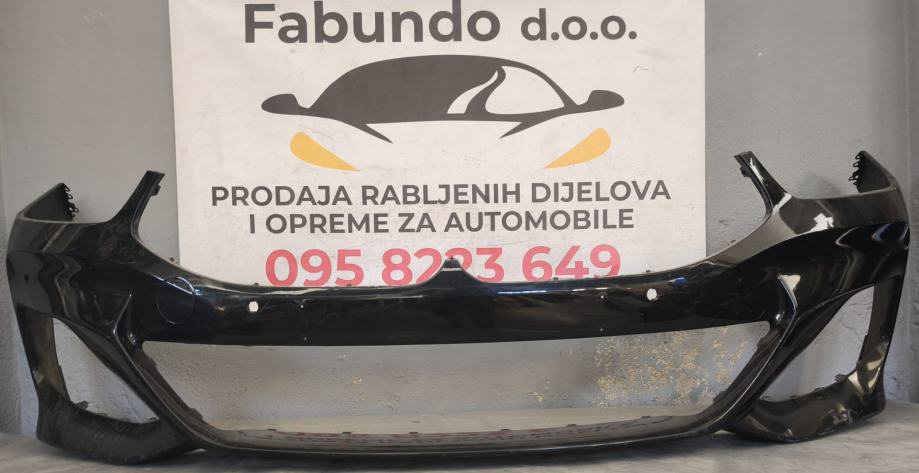 Fabundo d.o.o.
PRODAJA RABLJENIH DIJELOVA
I OPREME ZA AUTOMOBILE
095 8223 649